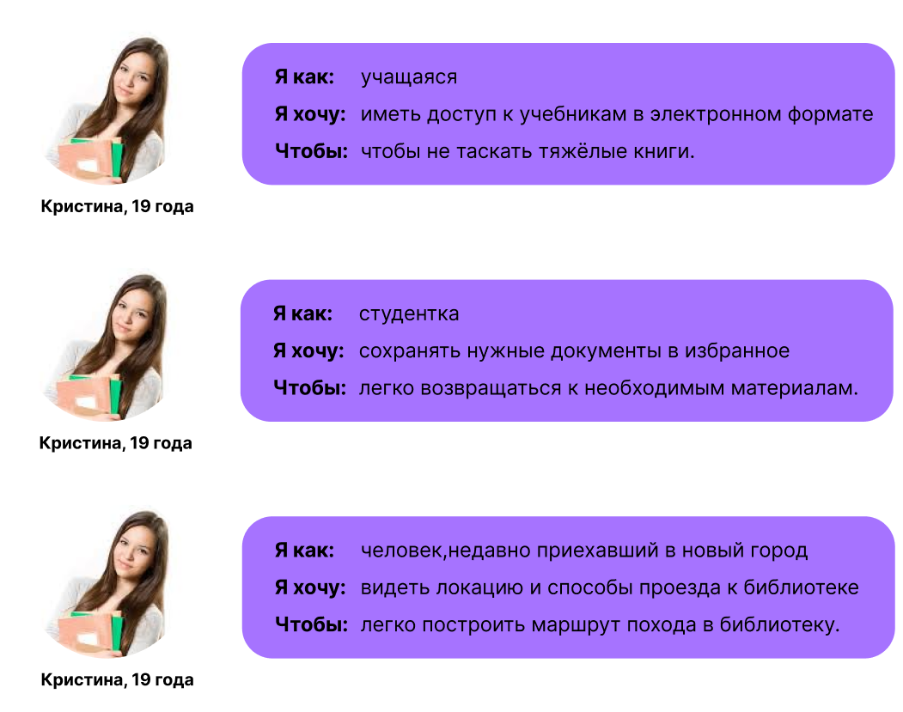 Я как: учащаяся
Я хочу: иметь доступ к учебникам в электронном формате
Чтобы: чтобы не таскать тяжёлые книги.
Кристина, 19 года
Я как: студентка
Я хочу: сохранять нужные документы в избранное
Чтобы: легко возвращаться к необходимым материалам.
Кристина, 19 года
Я как: человек,недавно приехавший в новый город
Я хочу: видеть локацию и способы проезда к библиотеке
Чтобы: легко построить маршрут похода в библиотеку.
Кристина, 19 года